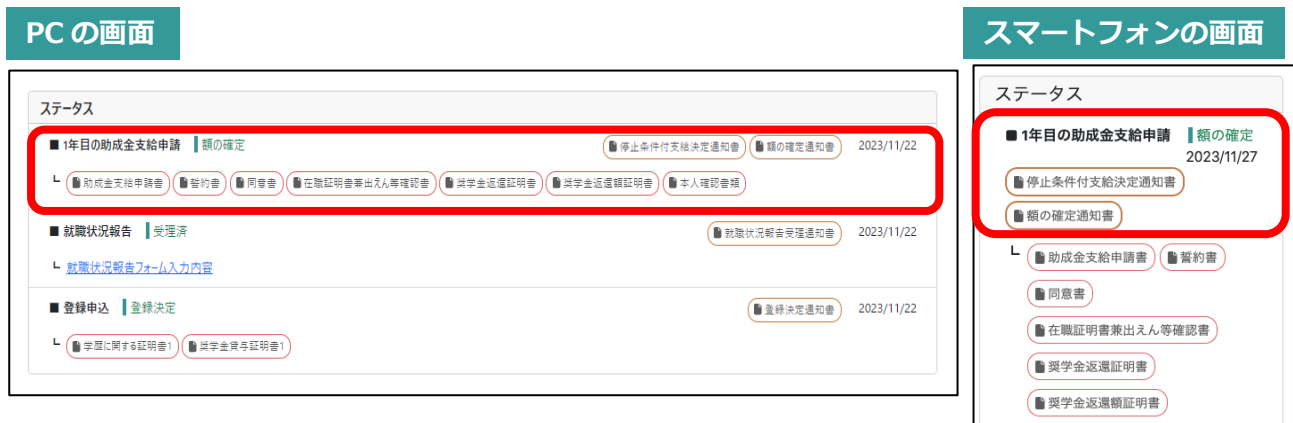 PC の画面
ステータス
■ 1年目の助成金支給申請 額の確定 停止条件付支給決定通知書 額の確定通知書 2023/11/22
└ 助成金支給申請書 誓約書 同意書 在職証明書兼出えん等確認書 奨学金返還証明書 奨学金返還額証明書 本人確認書類
■ 就職状況報告 受理済 就職状況報告受理通知書 2023/11/22
└ 就職状況報告フォーム入力内容
■ 登録申込 登録決定 登録決定通知書 2023/11/22
└ 学歴に関する証明書1 奨学金貸与証明書1
スマートフォンの画面
ステータス
■ 1年目の助成金支給申請 額の確定
2023/11/27
停止条件付支給決定通知書
額の確定通知書
└ 助成金支給申請書 誓約書
同意書
在職証明書兼出えん等確認書
奨学金返還証明書
奨学金返還額証明書